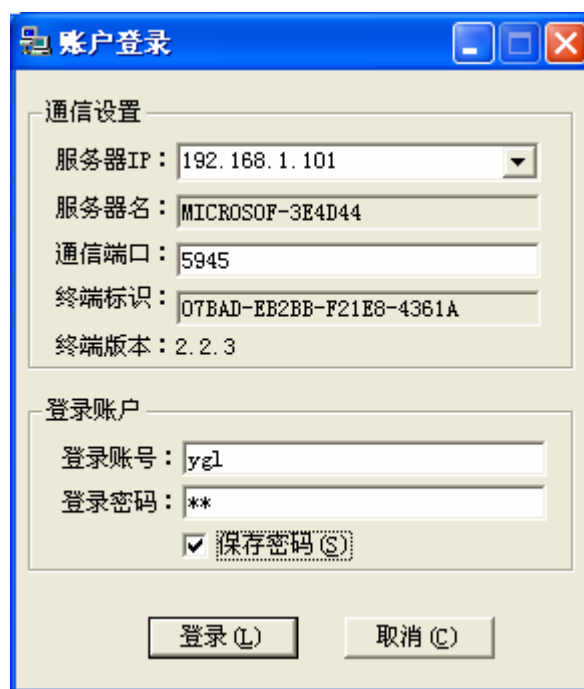 账户登录
通信设置
服务器IP：192.168.1.101
服务器名：MICROSOF-3E4D44
通信端口：5945
终端标识：07BAD-EB2BB-F21E8-4361A
终端版本：2.2.3
登录账户
登录账号：ygl
登录密码：**
保存密码(S)
登录(L) 取消(C)